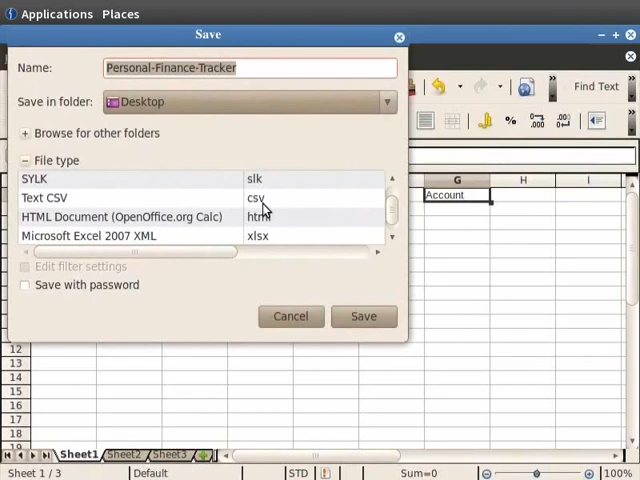 Applications Places
Save
Name: Personal-Finance-Tracker
Save in folder: Desktop
Browse for other folders
Find Text
File type
SYLK slk
Text CSV csv
HTML Document (OpenOffice.org Calc) html
Microsoft Excel 2007 XML xlsx
Edit filter settings
Save with password
Cancel Save
% 0.000
G H I
Account
12
13
14
15
16
17
18
19
Sheet1 Sheet2 Sheet3
Sheet 1 / 3 Default STD Sum=0 100%